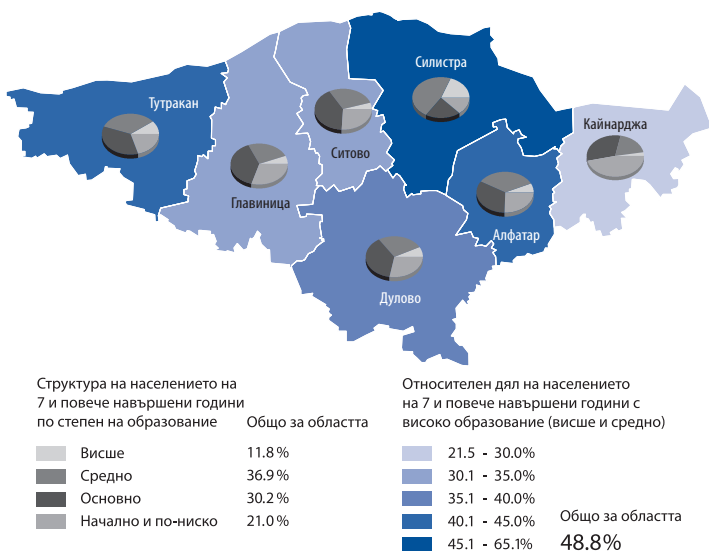 Силистра
Тутракан
Кайнарджа
Ситово
Главиница
Алфатар
Дулово
Структура на населението на
7 и повече навършени години
по степен на образование
Общо за областта
Висше 11.8%
Средно 36.9%
Основно 30.2%
Начално и по-ниско 21.0%
Относителен дял на населението
на 7 и повече навършени години с
високо образование (висше и средно)
21.5 - 30.0%
30.1 - 35.0%
35.1 - 40.0%
40.1 - 45.0%
45.1 - 65.1%
Общо за областта
48.8%